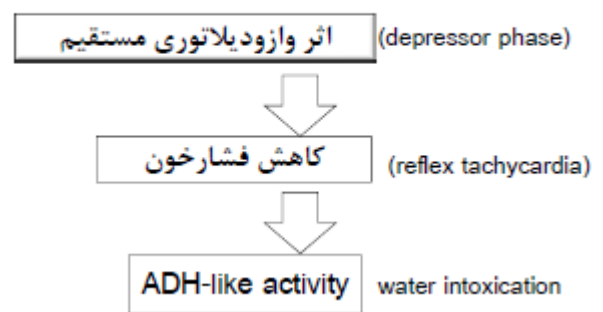 اثر وازودیلاتوری مستقیم (depressor phase)
کاهش فشارخون (reflex tachycardia)
ADH-like activity water intoxication